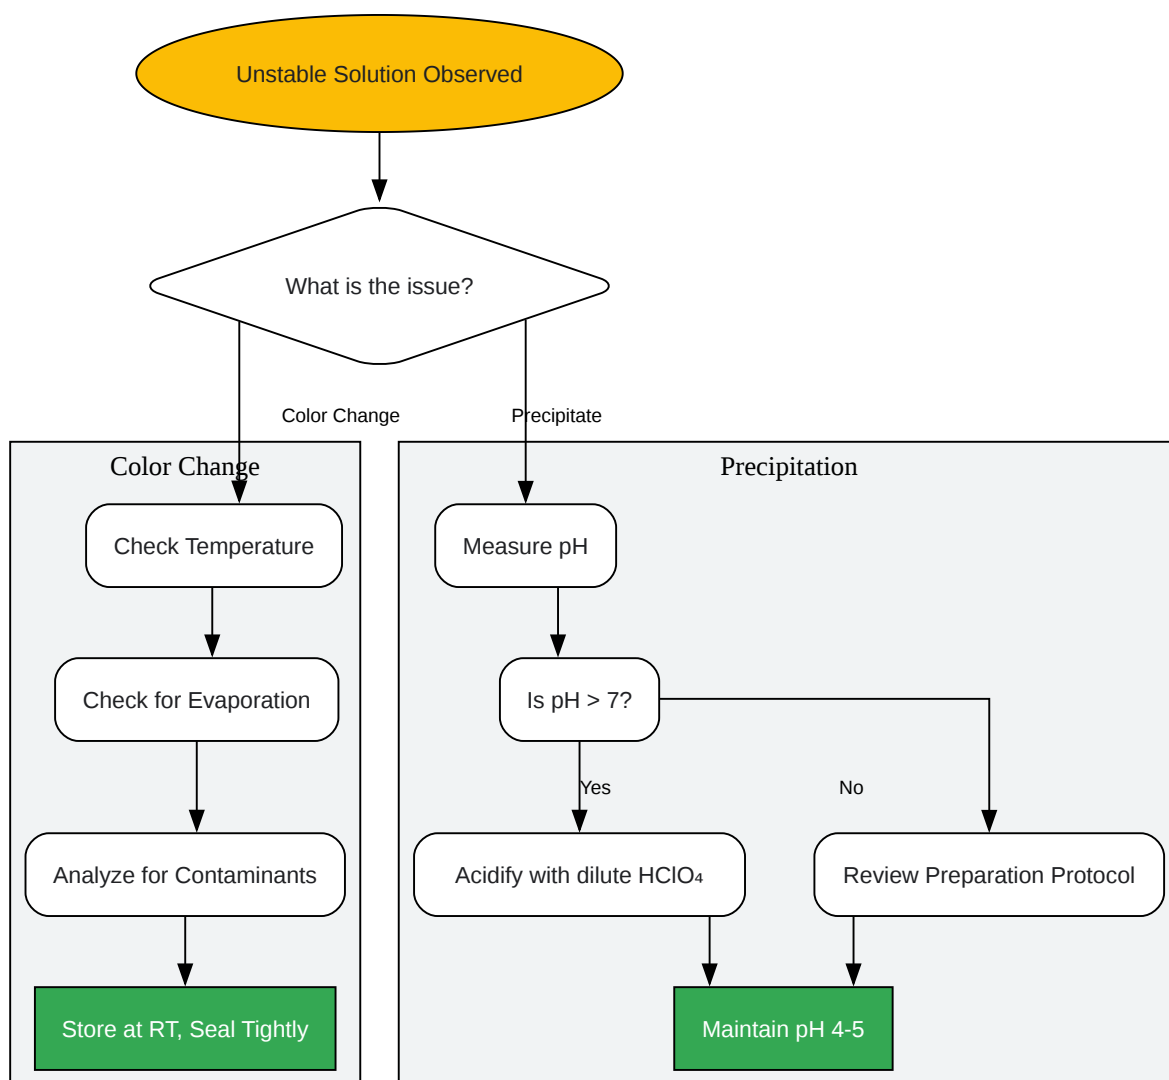 Unstable Solution Observed
What is the issue?
Color Change
Precipitate
Color Change
Precipitation
Check Temperature
Measure pH
Check for Evaporation
Is pH > 7?
Yes
No
Analyze for Contaminants
Acidify with dilute HClO₄
Review Preparation Protocol
Store at RT, Seal Tightly
Maintain pH 4-5